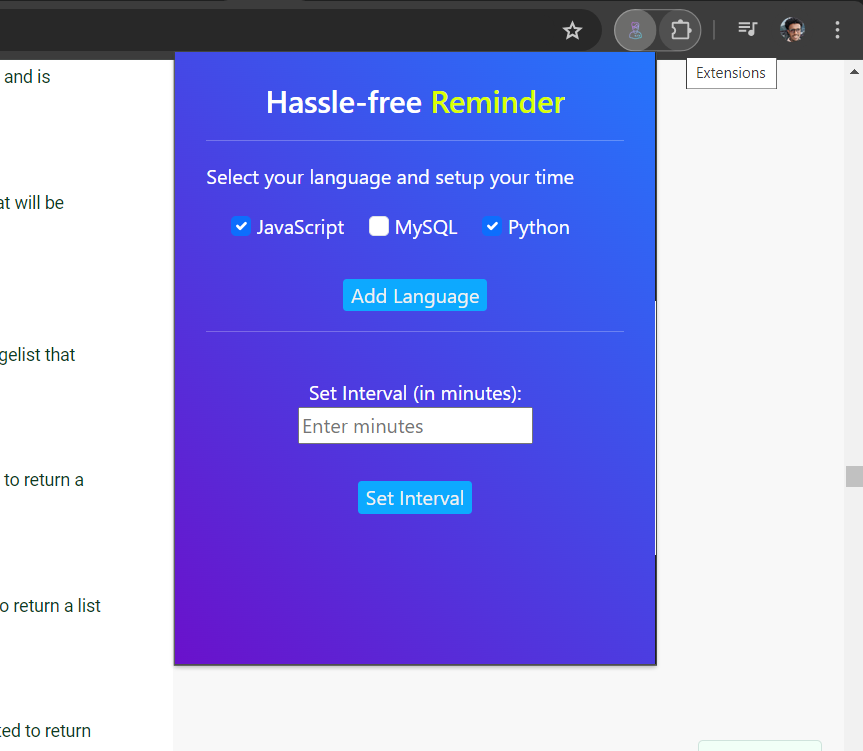 Extensions
and is
at will be
gelist that
to return a
o return a list
ted to return
Hassle-free Reminder
Select your language and setup your time
JavaScript MySQL Python
Add Language
Set Interval (in minutes):
Enter minutes
Set Interval